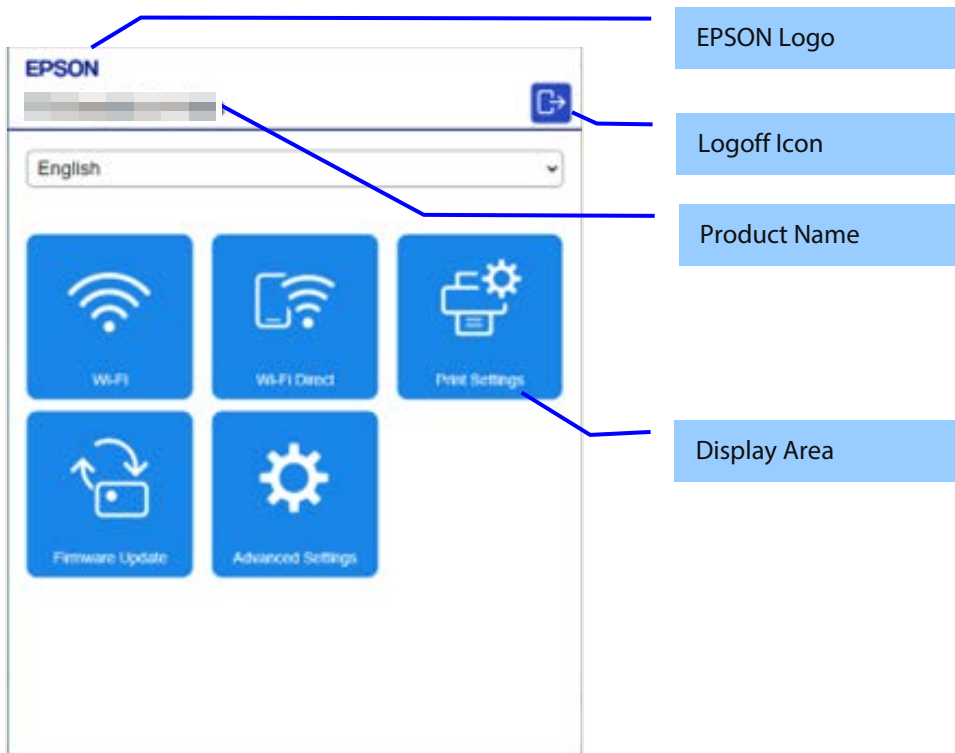 EPSON Logo
EPSON
Logoff Icon
English
Product Name
Wi-Fi
Wi-Fi Direct
Print Settings
Display Area
Firmware Update
Advanced Settings